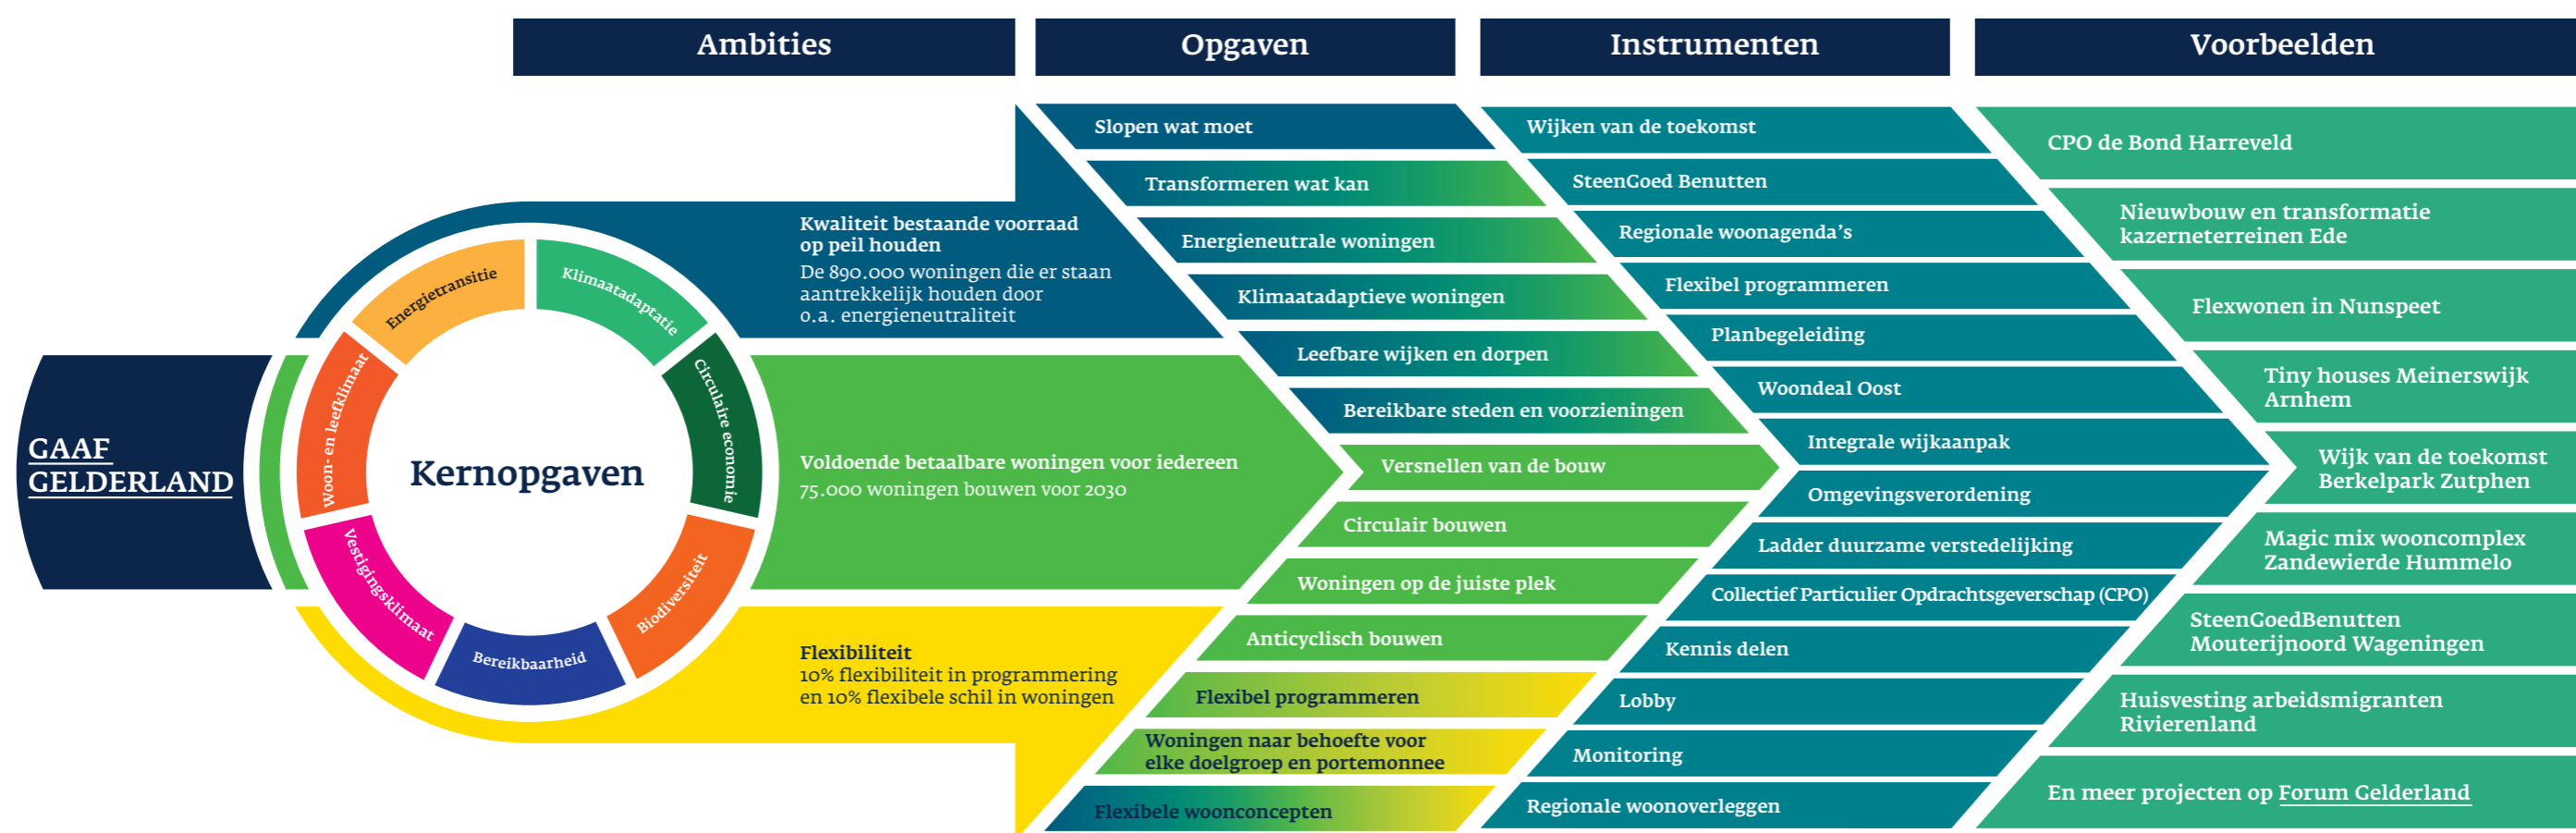 Ambities
Opgaven
Instrumenten
Voorbeelden
GAAF
GELDERLAND
Kernopgaven
Energietransitie
Klimaatadaptatie
Circulaire economie
Biodiversiteit
Bereikbaarheid
Vestigingsklimaat
Woon- en leefklimaat
Kwaliteit bestaande voorraad
op peil houden
De 890.000 woningen die er staan
aantrekkelijk houden door
o.a. energieneutraliteit
Voldoende betaalbare woningen voor iedereen
75.000 woningen bouwen voor 2030
Flexibiliteit
10% flexibiliteit in programmering
en 10% flexibele schil in woningen
Slopen wat moet
Transformeren wat kan
Energieneutrale woningen
Klimaatadaptieve woningen
Leefbare wijken en dorpen
Bereikbare steden en voorzieningen
Versnellen van de bouw
Circulair bouwen
Woningen op de juiste plek
Anticyclisch bouwen
Flexibel programmeren
Woningen naar behoefte voor
elke doelgroep en portemonnee
Flexibele woonconcepten
Wijken van de toekomst
SteenGoed Benutten
Regionale woonagenda's
Flexibel programmeren
Planbegeleiding
Woondeal Oost
Integrale wijkaanpak
Omgevingsverordening
Ladder duurzame verstedelijking
Collectief Particulier Opdrachtsgeverschap (CPO)
Kennis delen
Lobby
Monitoring
Regionale woonoverleggen
CPO de Bond Harreveld
Nieuwbouw en transformatie
kazerneterreinen Ede
Flexwonen in Nunspeet
Tiny houses Meinerswijk
Arnhem
Wijk van de toekomst
Berkelpark Zutphen
Magic mix wooncomplex
Zandewierde Hummelo
SteenGoedBenutten
Mouterijnoord Wageningen
Huisvesting arbeidsmigranten
Rivierenland
En meer projecten op Forum Gelderland